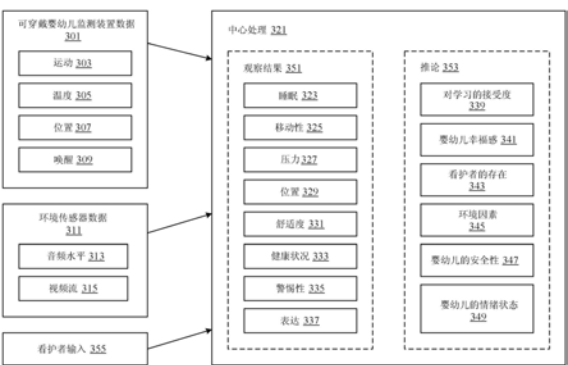 可穿戴婴幼儿监测装置数据
301
运动 303
温度 305
位置 307
唤醒 309
环境传感器数据
311
音频水平 313
视频流 315
看护者输入 355
中心处理 321
观察结果 351
睡眠 323
移动性 325
压力 327
位置 329
舒适度 331
健康状况 333
警惕性 335
表达 337
推论 353
对学习的接受度
339
婴幼儿幸福感 341
看护者的存在
343
环境因素
345
婴幼儿的安全性 347
婴幼儿的情绪状态
349